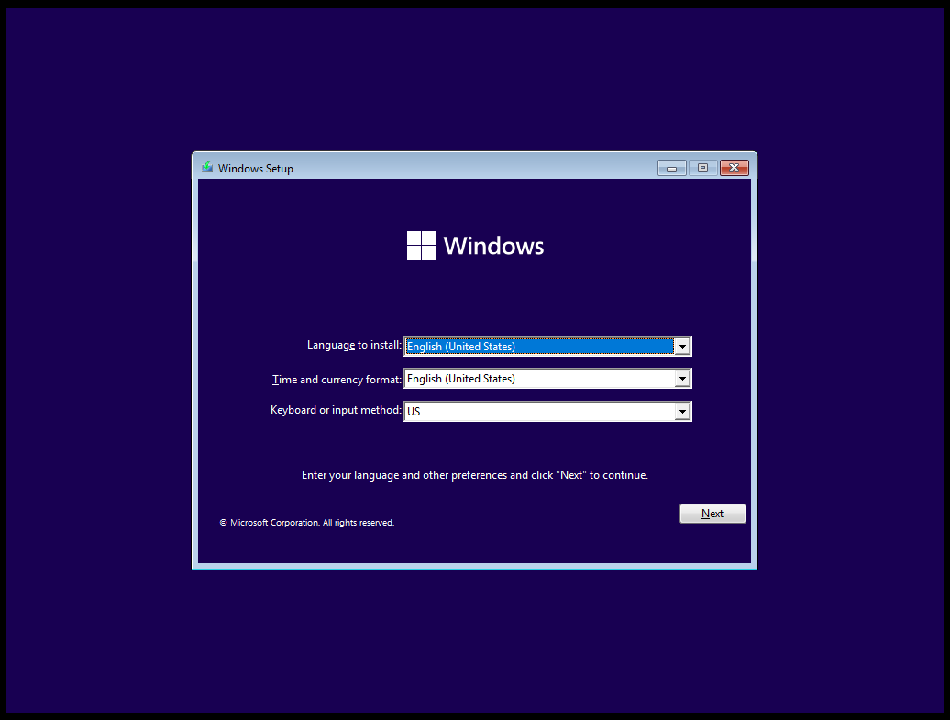 Windows Setup
Windows
Language to install: English (United States)
Time and currency format: English (United States)
Keyboard or input method: US
Enter your language and other preferences and click "Next" to continue.
Next
© Microsoft Corporation. All rights reserved.